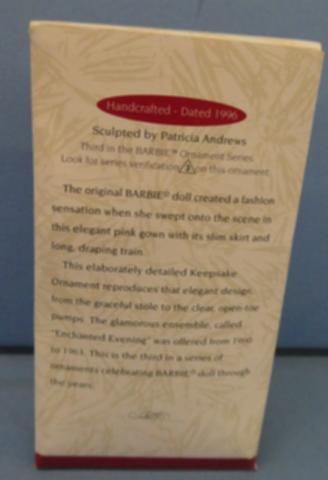 Handcrafted - Dated 1996
Sculpted by Patricia Andrews
Third in the BARBIE™ Ornament Series
Look for series verification 3 on this ornament.
The original BARBIE® doll created a fashion
sensation when she swept onto the scene in
this elegant pink gown with its slim skirt and
long, draping train.
This elaborately detailed Keepsake
Ornament reproduces that elegant design,
from the graceful stole to the clear, open-toe
pumps. The glamorous ensemble, called
"Enchanted Evening" was offered from 1960
to 1963. This is the third in a series of
ornaments celebrating BARBIE® doll through
the years.